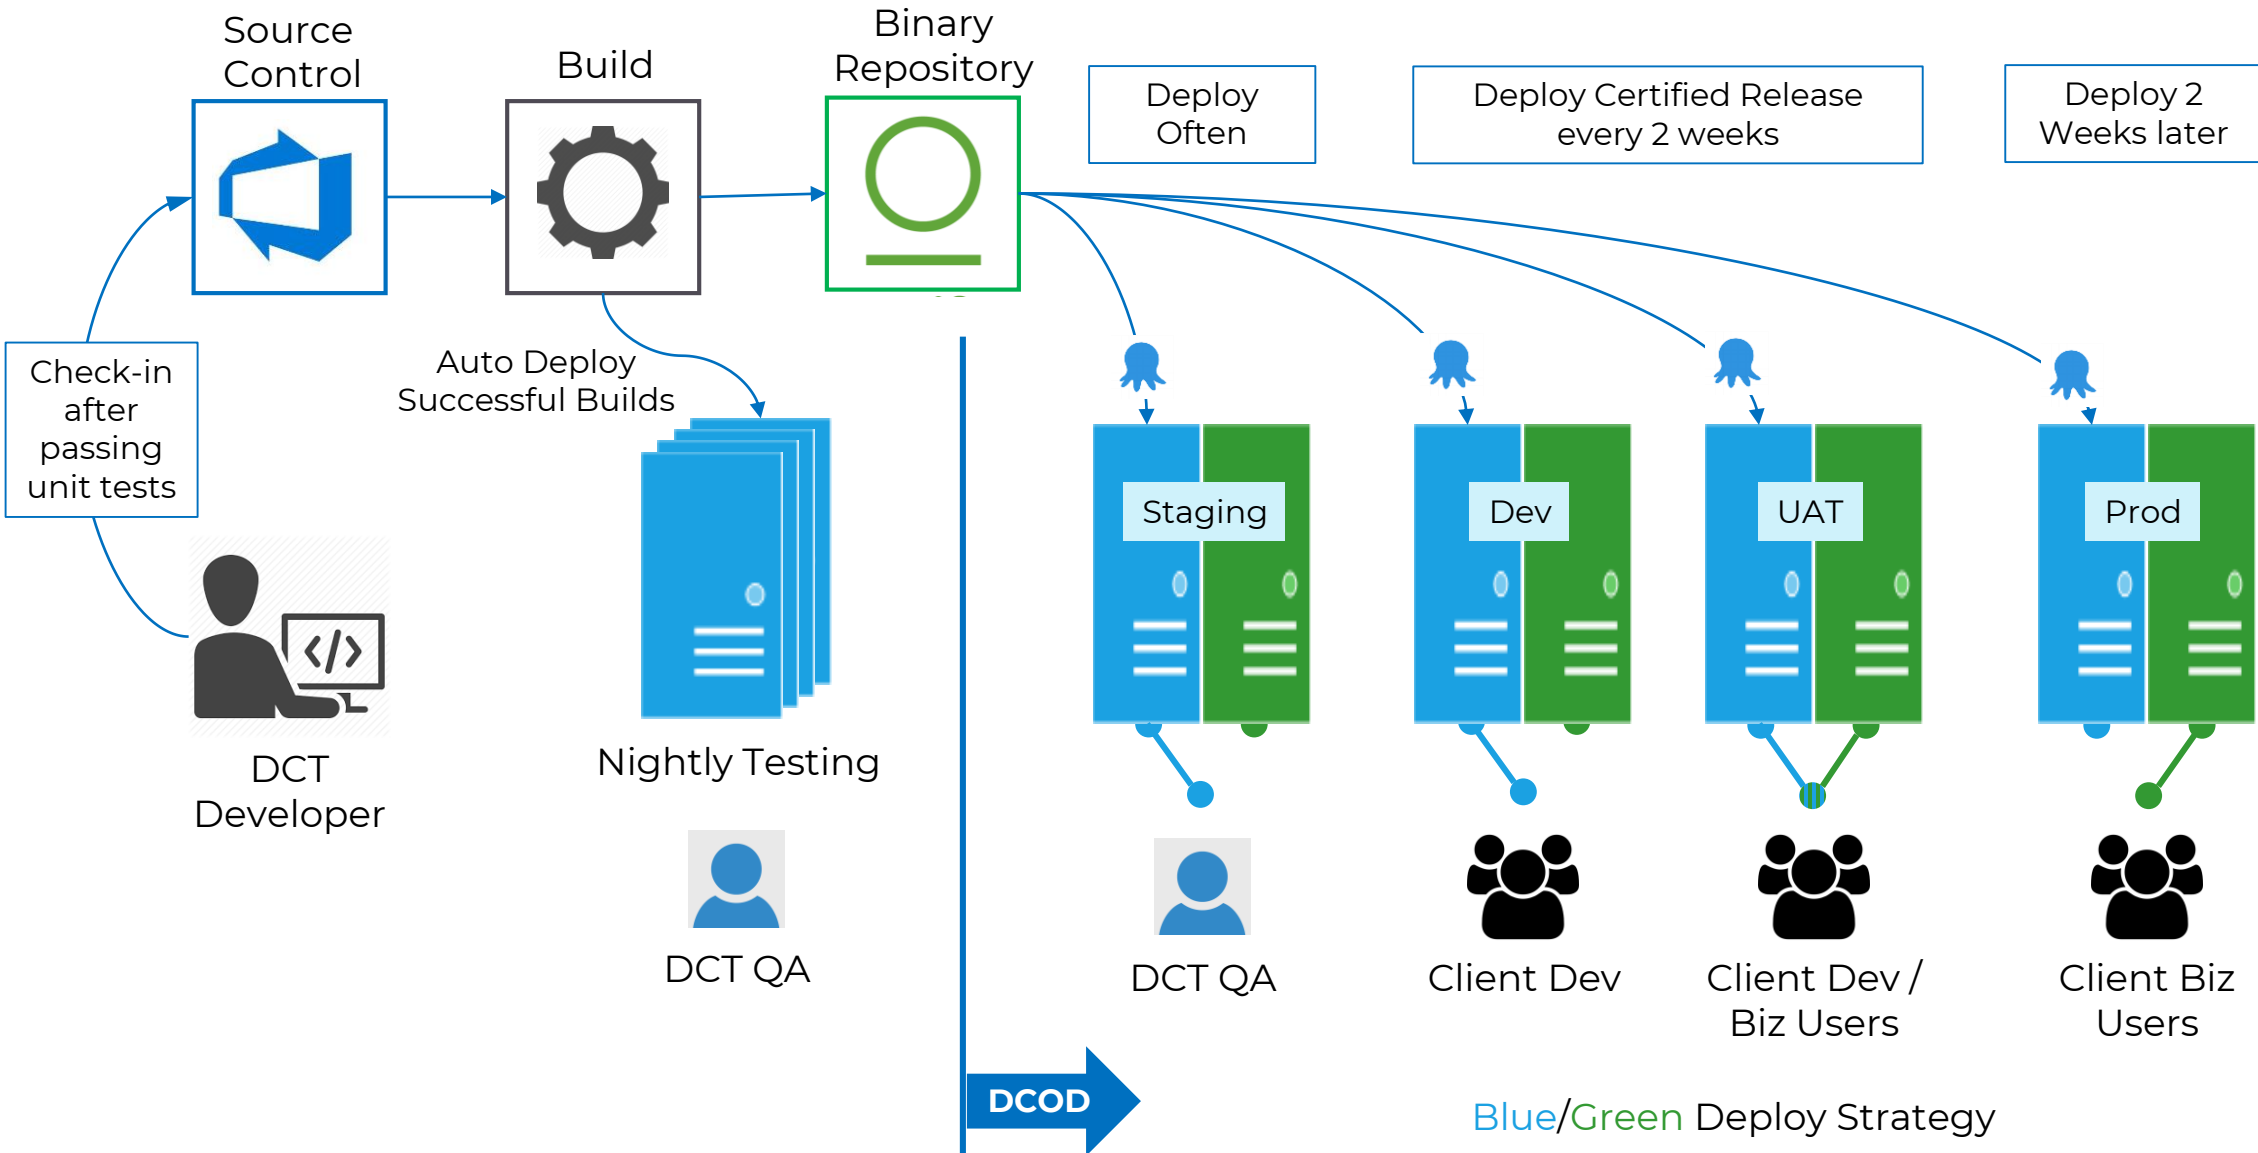 Source
Control
Build
Binary
Repository
Deploy
Often
Deploy Certified Release
every 2 weeks
Deploy 2
Weeks later
Check-in
after
passing
unit tests
Auto Deploy
Successful Builds
Staging
Dev
UAT
Prod
</>
DCT
Developer
Nightly Testing
DCT QA
DCT QA
Client Dev
Client Dev /
Biz Users
Client Biz
Users
DCOD
Blue/Green Deploy Strategy